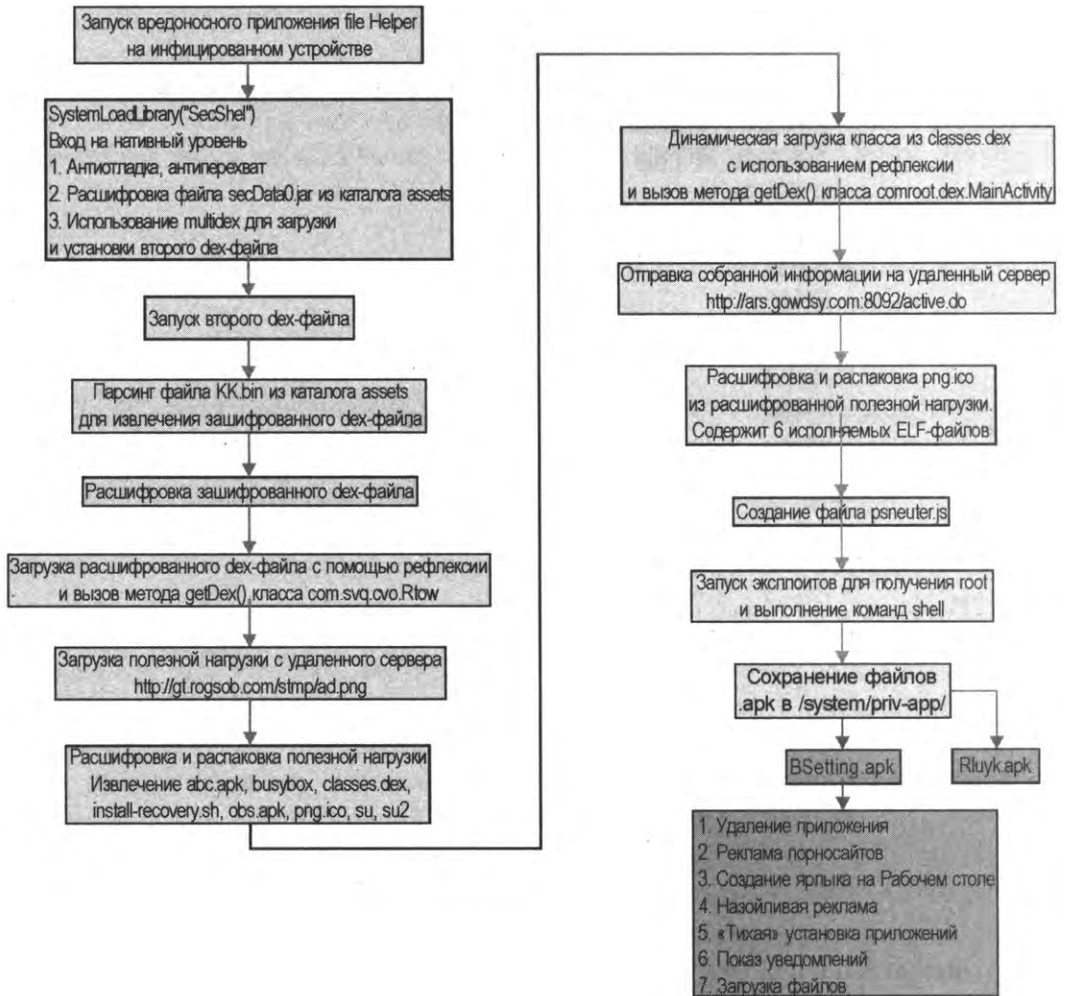 Запуск вредоносного приложения file Helper
на инфицированном устройстве
SystemLoadLibrary("SecShel")
Вход на нативный уровень
1. Антиотладка, антиперехват
2. Расшифровка файла secData0.jar из каталога assets
3. Использование multidex для загрузки
и установки второго dex-файла
Запуск второго dex-файла
Парсинг файла KK.bin из каталога assets
для извлечения зашифрованного dex-файла
Расшифровка зашифрованного dex-файла
Загрузка расшифрованного dex-файла с помощью рефлексии
и вызов метода getDex() класса com.svq.cvo.Rtow
Загрузка полезной нагрузки с удаленного сервера
http://gt.rogsob.com/stmp/ad.png
Расшифровка и распаковка полезной нагрузки
Извлечение abc.apk, busybox, classes.dex,
install-recovery.sh, obs.apk, png.ico, su, su2
Динамическая загрузка класса из classes.dex
с использованием рефлексии
и вызов метода getDex() класса comroot.dex.MainActivity
Отправка собранной информации на удаленный сервер
http://ars.gowdsy.com:8092/active.do
Расшифровка и распаковка png.ico
из расшифрованной полезной нагрузки.
Содержит 6 исполняемых ELF-файлов
Создание файла psneuter.js
Запуск эксплоитов для получения root
и выполнение команд shell
Сохранение файлов
.apk в /system/priv-app/
BSetting.apk
Rluyk.apk
1. Удаление приложения
2 Реклама порносайтов
3. Создание ярлыка на Рабочем столе
4. Назойливая реклама
5. «Тихая» установка приложений
6. Показ уведомлений
7. Загрузка файлов